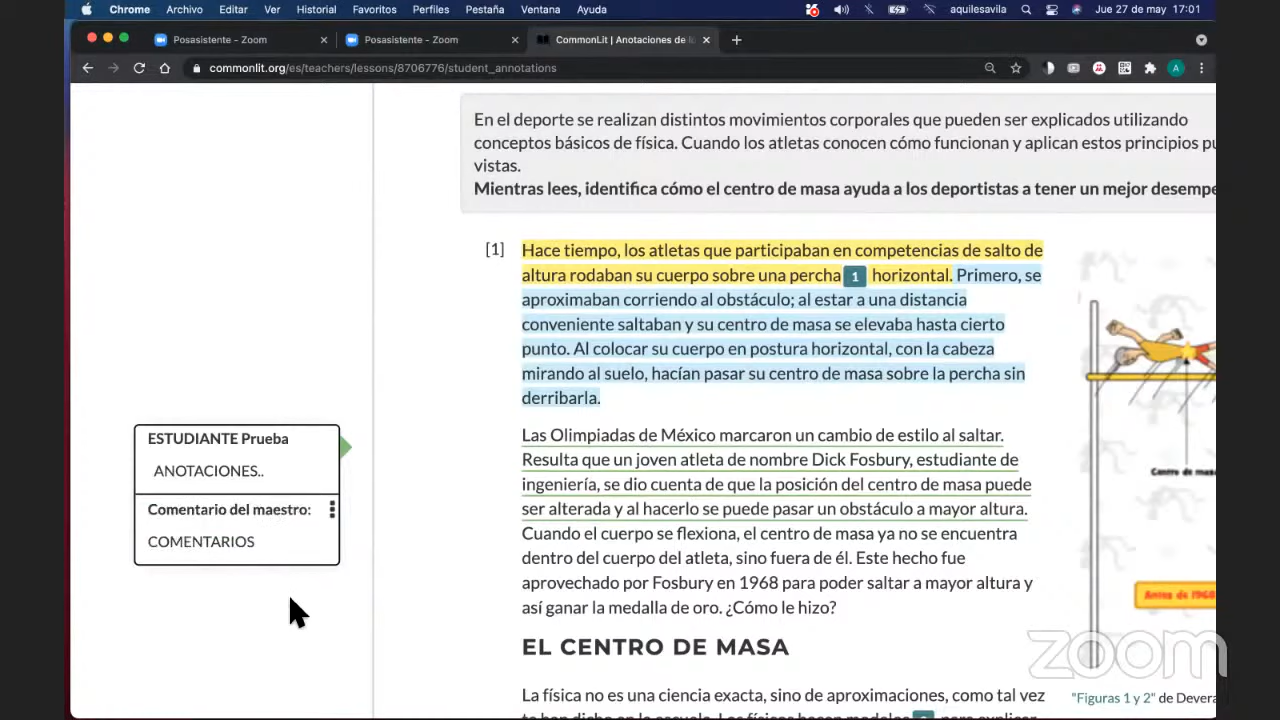 Chrome Archivo Editar Ver Historial Favoritos Perfiles Pestaña Ventana Ayuda aquilesavila Jue 27 de may 17:01
Posasistente - Zoom Posasistente - Zoom CommonLit | Anotaciones de
commonlit.org/es/teachers/lessons/8706776/student_annotations A
En el deporte se realizan distintos movimientos corporales que pueden ser explicados utilizando
conceptos básicos de física. Cuando los atletas conocen cómo funcionan y aplican estos principios
vistas.
Mientras lees, identifica cómo el centro de masa ayuda a los deportistas a tener un mejor
[1] Hace tiempo, los atletas que participaban en competencias de salto de
altura rodaban su cuerpo sobre una percha 1 horizontal. Primero, se
aproximaban corriendo al obstáculo; al estar a una distancia
conveniente saltaban y su centro de masa se elevaba hasta cierto
punto. Al colocar su cuerpo en postura horizontal, con la cabeza
mirando al suelo, hacían pasar su centro de masa sobre la percha sin
derribarla.
ESTUDIANTE Prueba
ANOTACIONES..
Comentario del maestro:
COMENTARIOS
Las Olimpiadas de México marcaron un cambio de estilo al saltar.
Resulta que un joven atleta de nombre Dick Fosbury, estudiante de
ingeniería, se dio cuenta de que la posición del centro de masa puede
ser alterada y al hacerlo se puede pasar un obstáculo a mayor altura.
Cuando el cuerpo se flexiona, el centro de masa ya no se encuentra
dentro del cuerpo del atleta, sino fuera de él. Este hecho fue
aprovechado por Fosbury en 1968 para poder saltar a mayor altura y
así ganar la medalla de oro. ¿Cómo le hizo?
Centro de masa
Antes de 1968
EL CENTRO DE MASA
zoom
La física no es una ciencia exacta, sino de aproximaciones, como tal vez
"Figuras 1 y 2" de